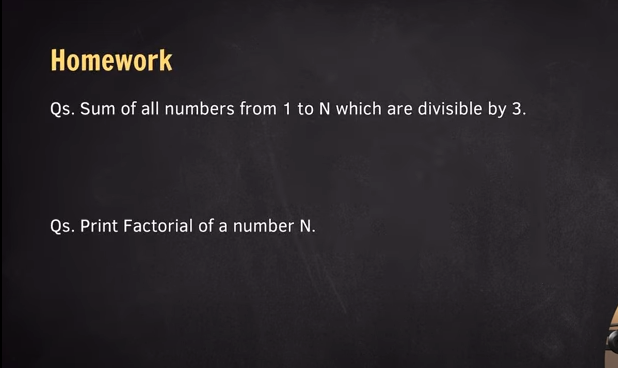 Homework
Qs. Sum of all numbers from 1 to N which are divisible by 3.
Qs. Print Factorial of a number N.